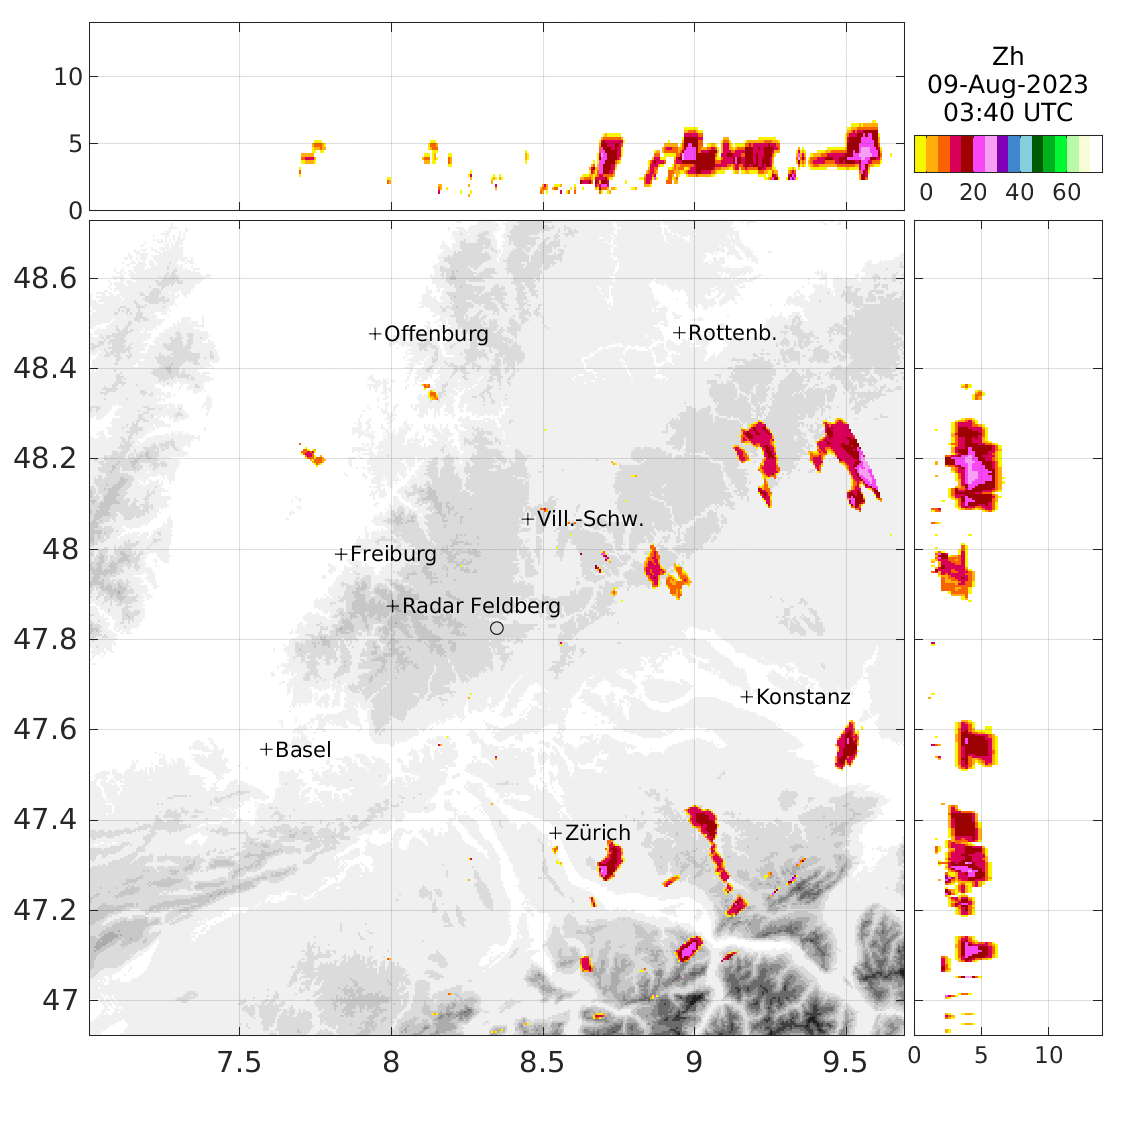 Zh
09-Aug-2023
03:40 UTC
0 20 40 60
10
5
0
48.6
48.4
48.2
48
47.8
47.6
47.4
47.2
47
Offenburg
Rottenb.
Vill.-Schw.
Freiburg
Radar Feldberg
Konstanz
Basel
Zürich
7.5 8 8.5 9 9.5
0 5 10